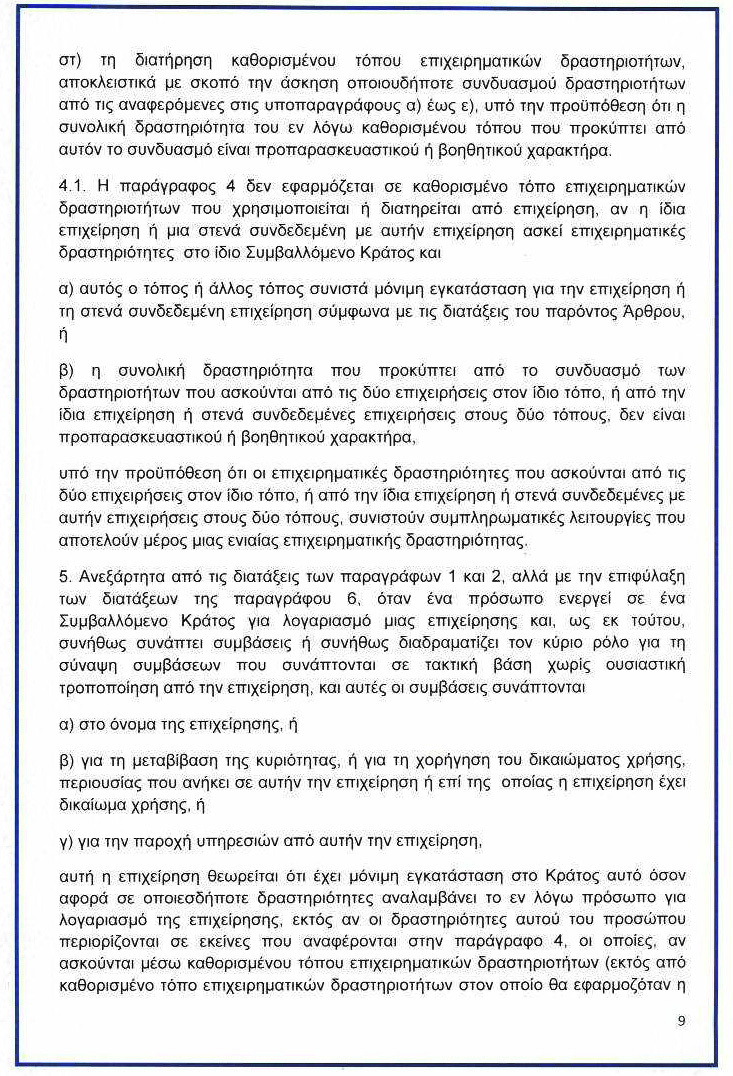 στ) τη διατήρηση καθορισμένου τόπου επιχειρηματικών δραστηριοτήτων,
αποκλειστικά με σκοπό την άσκηση οποιουδήποτε συνδυασμού δραστηριοτήτων
από τις αναφερόμενες στις υποπαραγράφους α) έως ε), υπό την προϋπόθεση ότι η
συνολική δραστηριότητα του εν λόγω καθορισμένου τόπου που προκύπτει από
αυτόν το συνδυασμό είναι προπαρασκευαστικού ή βοηθητικού χαρακτήρα.
4.1. Η παράγραφος 4 δεν εφαρμόζεται σε καθορισμένο τόπο επιχειρηματικών
δραστηριοτήτων που χρησιμοποιείται ή διατηρείται από επιχείρηση, αν η ίδια
επιχείρηση ή μια στενά συνδεδεμένη με αυτήν επιχείρηση ασκεί επιχειρηματικές
δραστηριότητες στο ίδιο Συμβαλλόμενο Κράτος και
α) αυτός ο τόπος ή άλλος τόπος συνιστά μόνιμη εγκατάσταση για την επιχείρηση ή
τη στενά συνδεδεμένη επιχείρηση σύμφωνα με τις διατάξεις του παρόντος Άρθρου,
ή
β) η συνολική δραστηριότητα που προκύπτει από το συνδυασμό των
δραστηριοτήτων που ασκούνται από τις δύο επιχειρήσεις στον ίδιο τόπο, ή από την
ίδια επιχείρηση ή στενά συνδεδεμένες επιχειρήσεις στους δύο τόπους, δεν είναι
προπαρασκευαστικού ή βοηθητικού χαρακτήρα,
υπό την προϋπόθεση ότι οι επιχειρηματικές δραστηριότητες που ασκούνται από τις
δύο επιχειρήσεις στον ίδιο τόπο, ή από την ίδια επιχείρηση ή στενά συνδεδεμένες με
αυτήν επιχειρήσεις στους δύο τόπους, συνιστούν συμπληρωματικές λειτουργίες που
αποτελούν μέρος μιας ενιαίας επιχειρηματικής δραστηριότητας.
5. Ανεξάρτητα από τις διατάξεις των παραγράφων 1 και 2, αλλά με την επιφύλαξη
των διατάξεων της παραγράφου 6, όταν ένα πρόσωπο ενεργεί σε ένα
Συμβαλλόμενο Κράτος για λογαριασμό μιας επιχείρησης και, ως εκ τούτου,
συνήθως συνάπτει συμβάσεις ή συνήθως διαδραματίζει τον κύριο ρόλο για τη
σύναψη συμβάσεων που συνάπτονται σε τακτική βάση χωρίς ουσιαστική
τροποποίηση από την επιχείρηση, και αυτές οι συμβάσεις συνάπτονται
α) στο όνομα της επιχείρησης, ή
β) για τη μεταβίβαση της κυριότητας, ή για τη χορήγηση του δικαιώματος χρήσης,
περιουσίας που ανήκει σε αυτήν την επιχείρηση ή επί της οποίας η επιχείρηση έχει
δικαίωμα χρήσης, ή
γ) για την παροχή υπηρεσιών από αυτήν την επιχείρηση,
αυτή η επιχείρηση θεωρείται ότι έχει μόνιμη εγκατάσταση στο Κράτος αυτό όσον
αφορά σε οποιεσδήποτε δραστηριότητες αναλαμβάνει το εν λόγω πρόσωπο για
λογαριασμό της επιχείρησης, εκτός αν οι δραστηριότητες αυτού του προσώπου
περιορίζονται σε εκείνες που αναφέρονται στην παράγραφο 4, οι οποίες, αν
ασκούνται μέσω καθορισμένου τόπου επιχειρηματικών δραστηριοτήτων (εκτός από
καθορισμένο τόπο επιχειρηματικών δραστηριοτήτων στον οποίο θα εφαρμοζόταν η
9